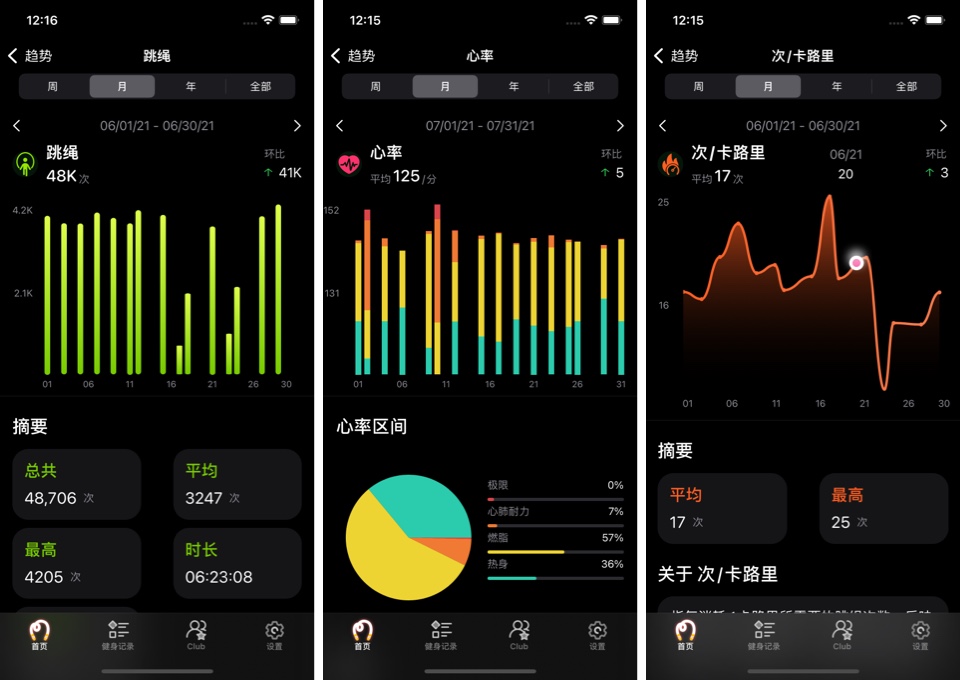 12:16
趋势
跳绳
周 月 年 全部
06/01/21 - 06/30/21
跳绳
48K次
环比
↑ 41K
4.2K
2.1K
01 06 11 16 21 26 30
摘要
总共
48,706 次
平均
3247 次
最高
4205 次
时长
06:23:08
首页 健身记录 Club 设置
12:15
趋势
心率
周 月 年 全部
07/01/21 - 07/31/21
心率
平均125/分
环比
↑ 5
152
131
01 06 11 16 21 26 31
心率区间
极限 0%
心肺耐力 7%
燃脂 57%
热身 36%
首页 健身记录 Club 设置
12:15
趋势
次/卡路里
周 月 年 全部
06/01/21 - 06/30/21
次/卡路里
平均17次
06/21
20
环比
↑ 3
25
16
01 06 11 16 21 26 30
摘要
平均
17 次
最高
25 次
关于 次/卡路里
首页 健身记录 Club 设置